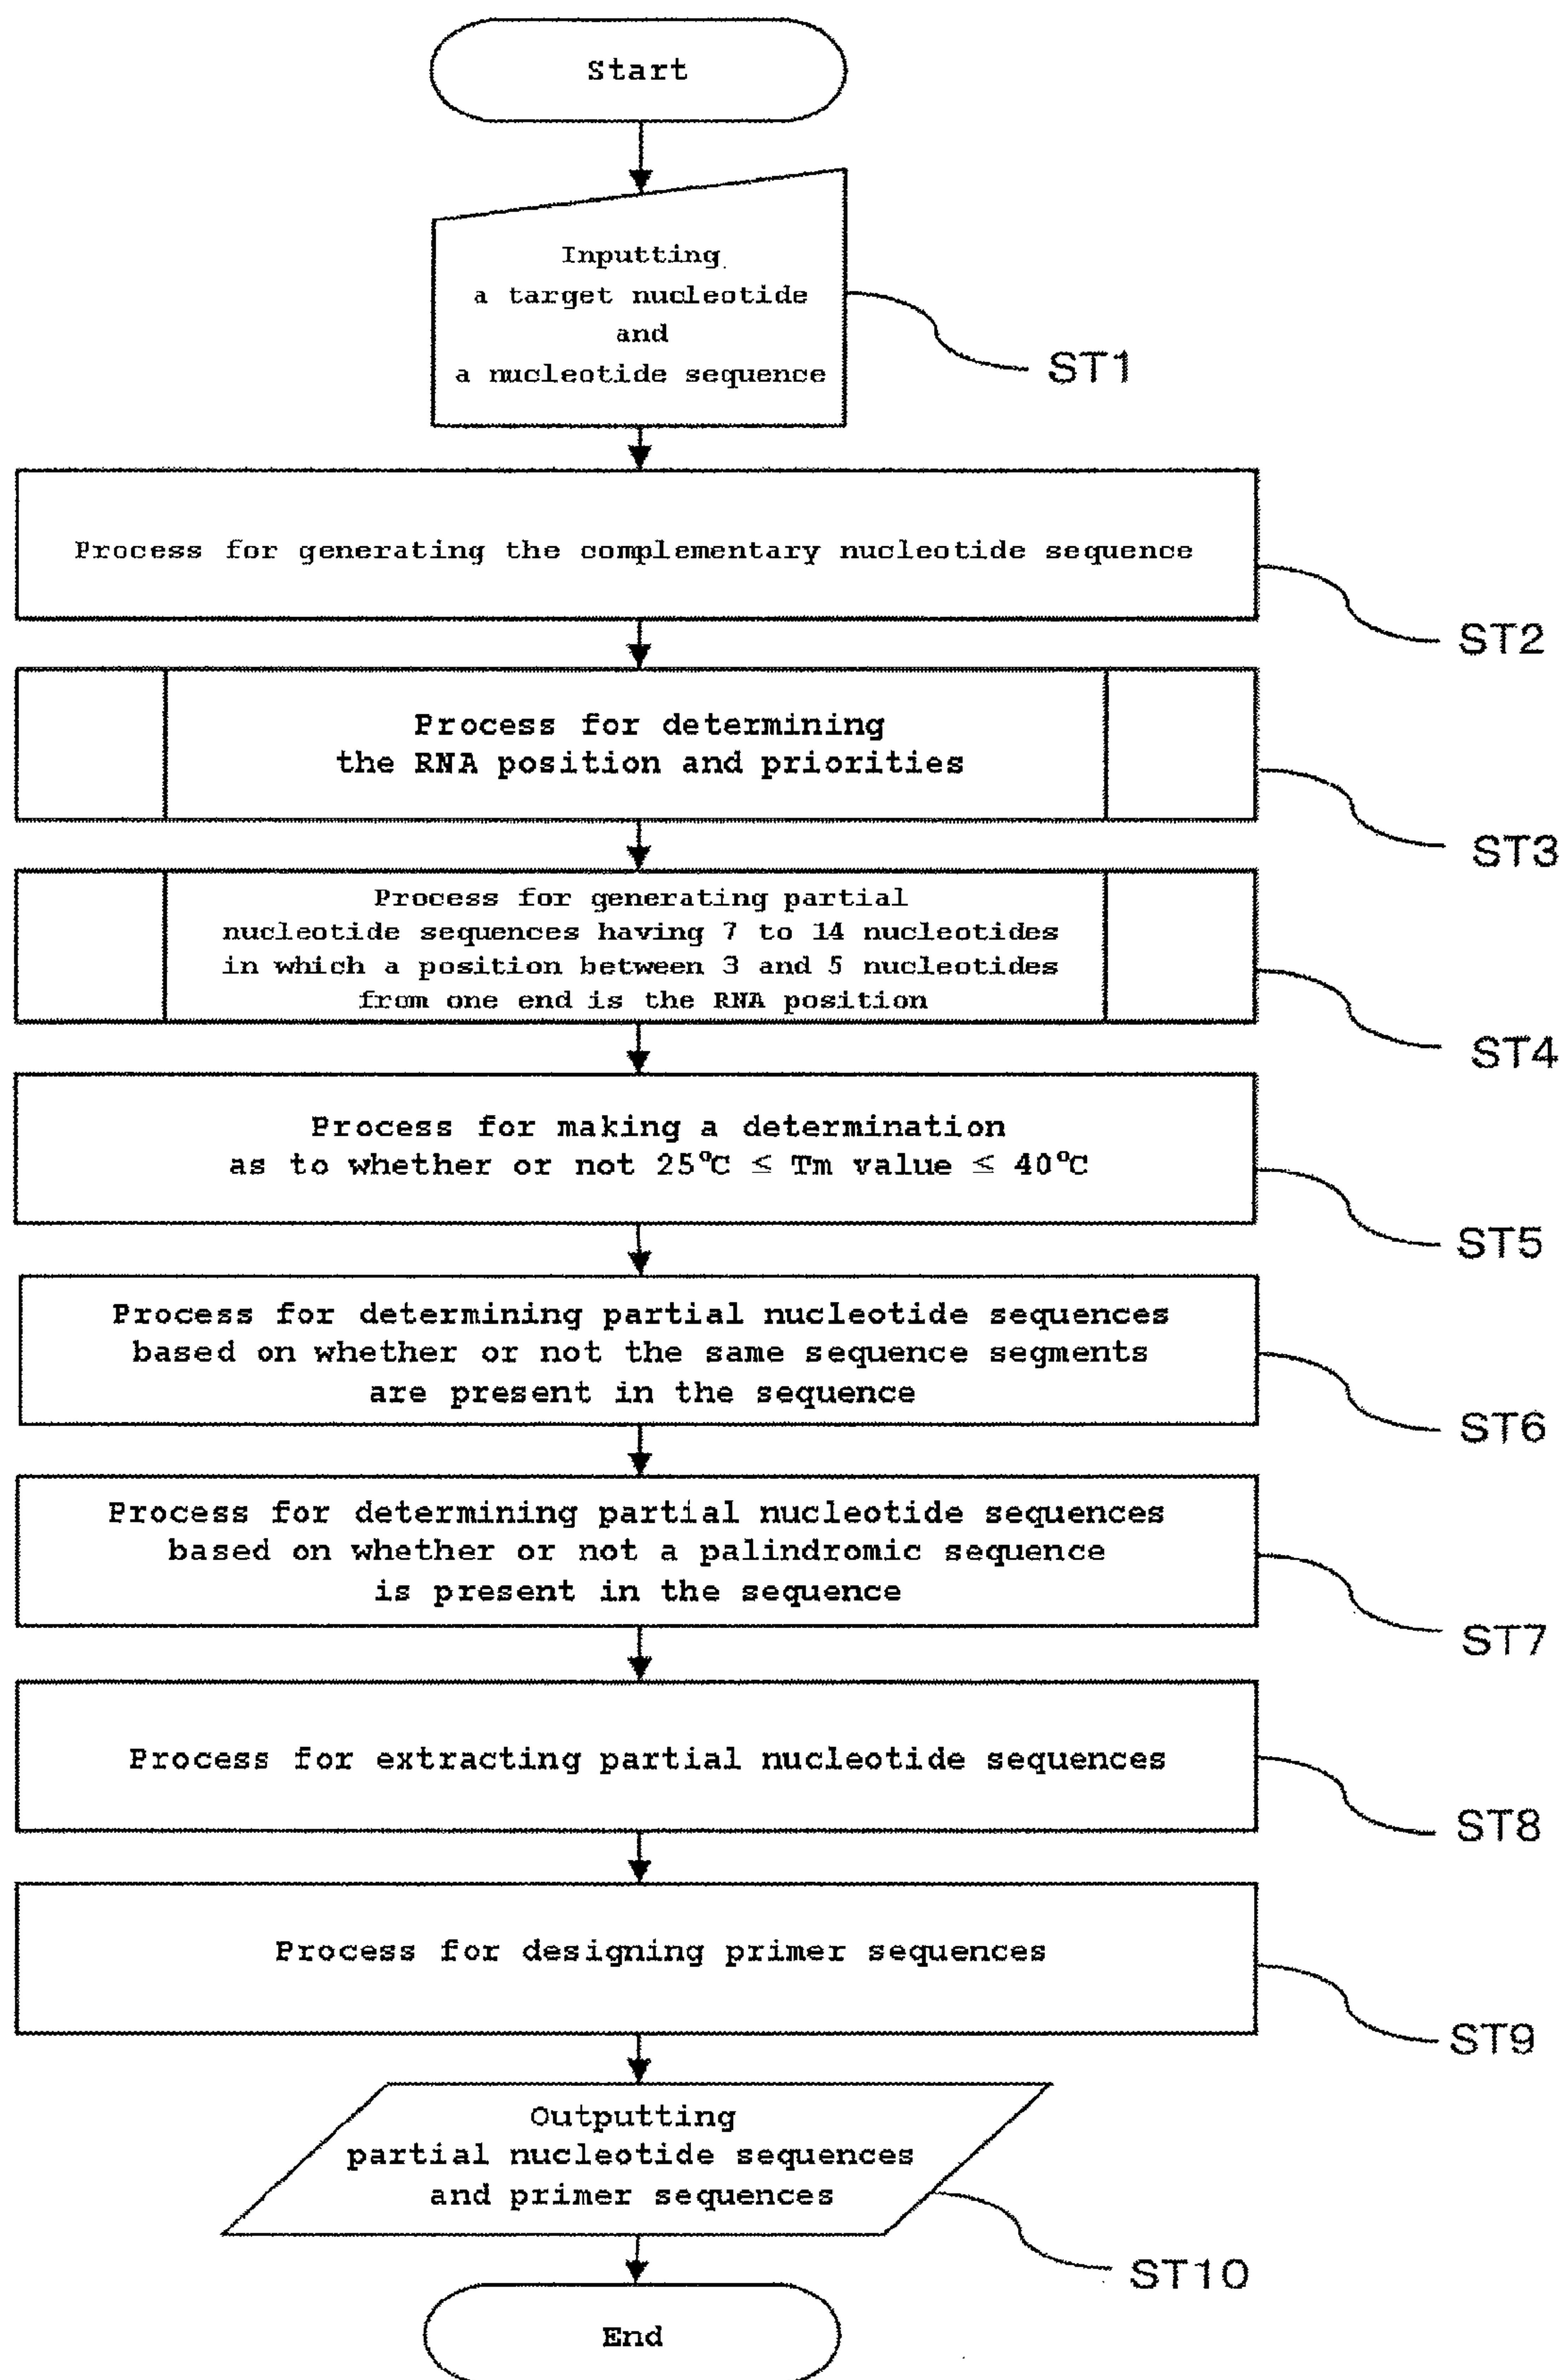 Start
Inputting
a target nucleotide
and
a nucleotide sequence
ST1
Process for generating the complementary nucleotide sequence
ST2
Process for determining
the RNA position and priorities
ST3
Process for generating partial
nucleotide sequences having 7 to 14 nucleotides
in which a position between 3 and 5 nucleotides
from one end is the RNA position
ST4
Process for making a determination
as to whether or not 25°C ≤ Tm value ≤ 40°C
ST5
Process for determining partial nucleotide sequences
based on whether or not the same sequence segments
are present in the sequence
ST6
Process for determining partial nucleotide sequences
based on whether or not a palindromic sequence
is present in the sequence
ST7
Process for extracting partial nucleotide sequences
ST8
Process for designing primer sequences
ST9
Outputting
partial nucleotide sequences
and primer sequences
ST10
End